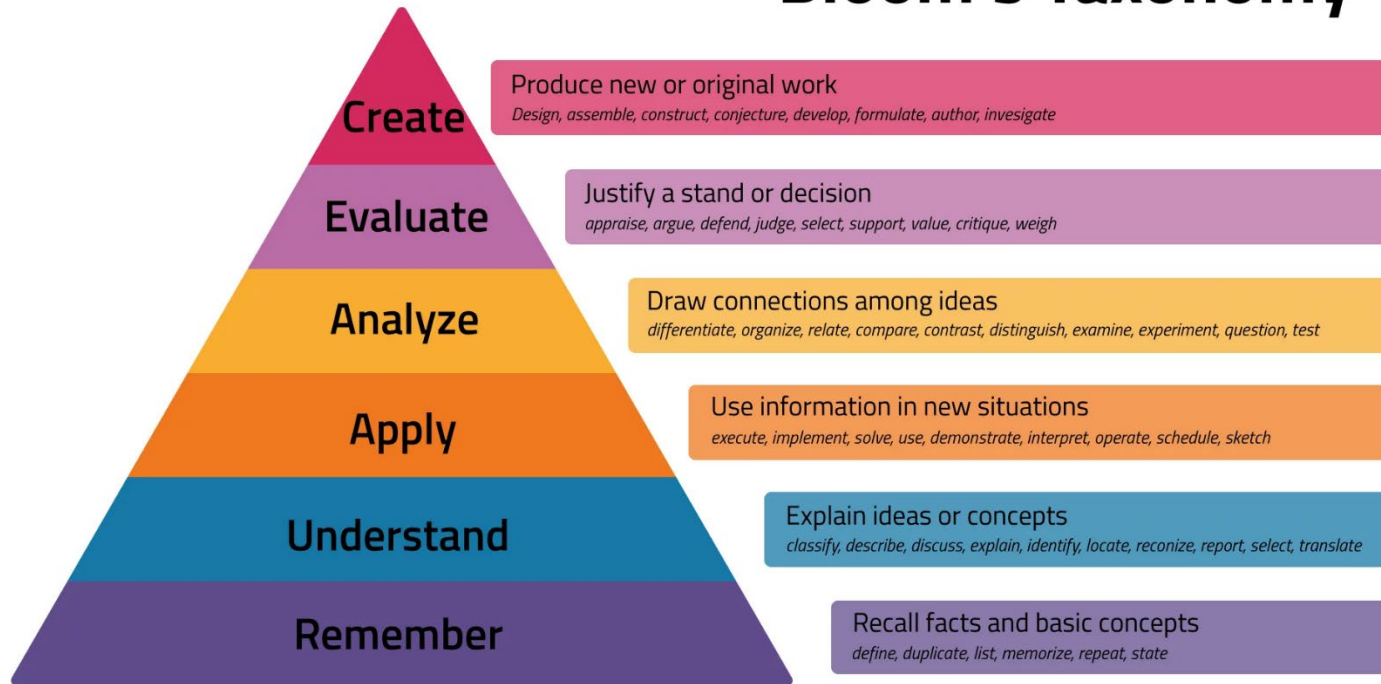 Bloom's Taxonomy
Create
Produce new or original work
Design, assemble, construct, conjecture, develop, formulate, author, invesigate
Evaluate
Justify a stand or decision
appraise, argue, defend, judge, select, support, value, critique, weigh
Analyze
Draw connections among ideas
differentiate, organize, relate, compare, contrast, distinguish, examine, experiment, question, test
Apply
Use information in new situations
execute, implement, solve, use, demonstrate, interpret, operate, schedule, sketch
Understand
Explain ideas or concepts
classify, describe, discuss, explain, identify, locate, reconize, report, select, translate
Remember
Recall facts and basic concepts
define, duplicate, list, memorize, repeat, state